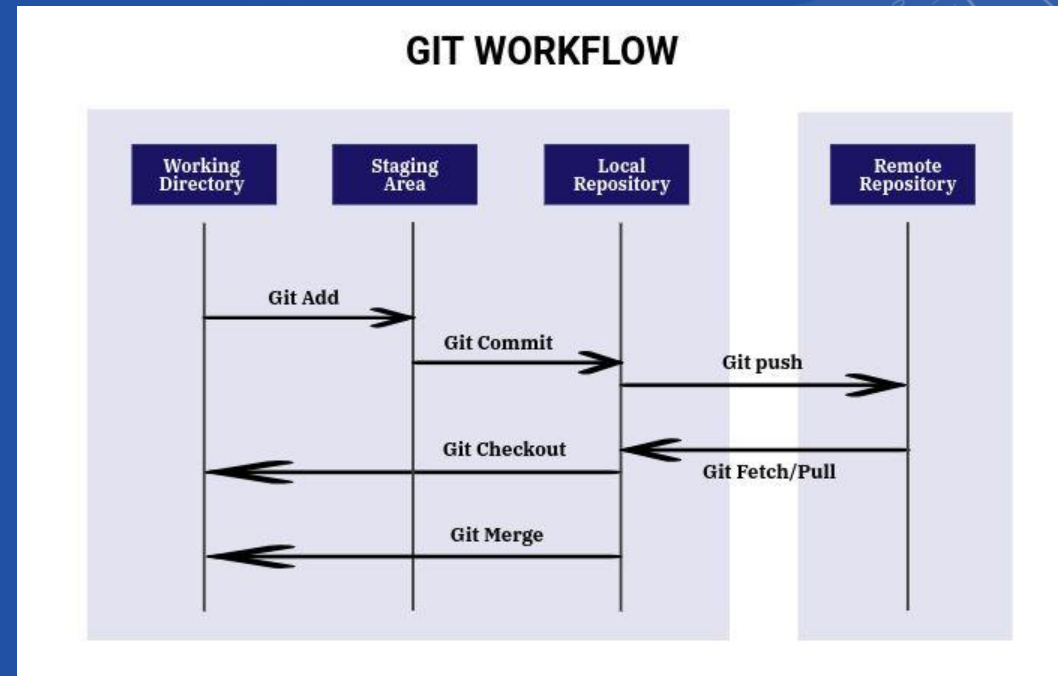 GIT WORKFLOW
Working
Directory
Staging
Area
Local
Repository
Remote
Repository
Git Add
Git Commit
Git push
Git Checkout
Git Fetch/Pull
Git Merge